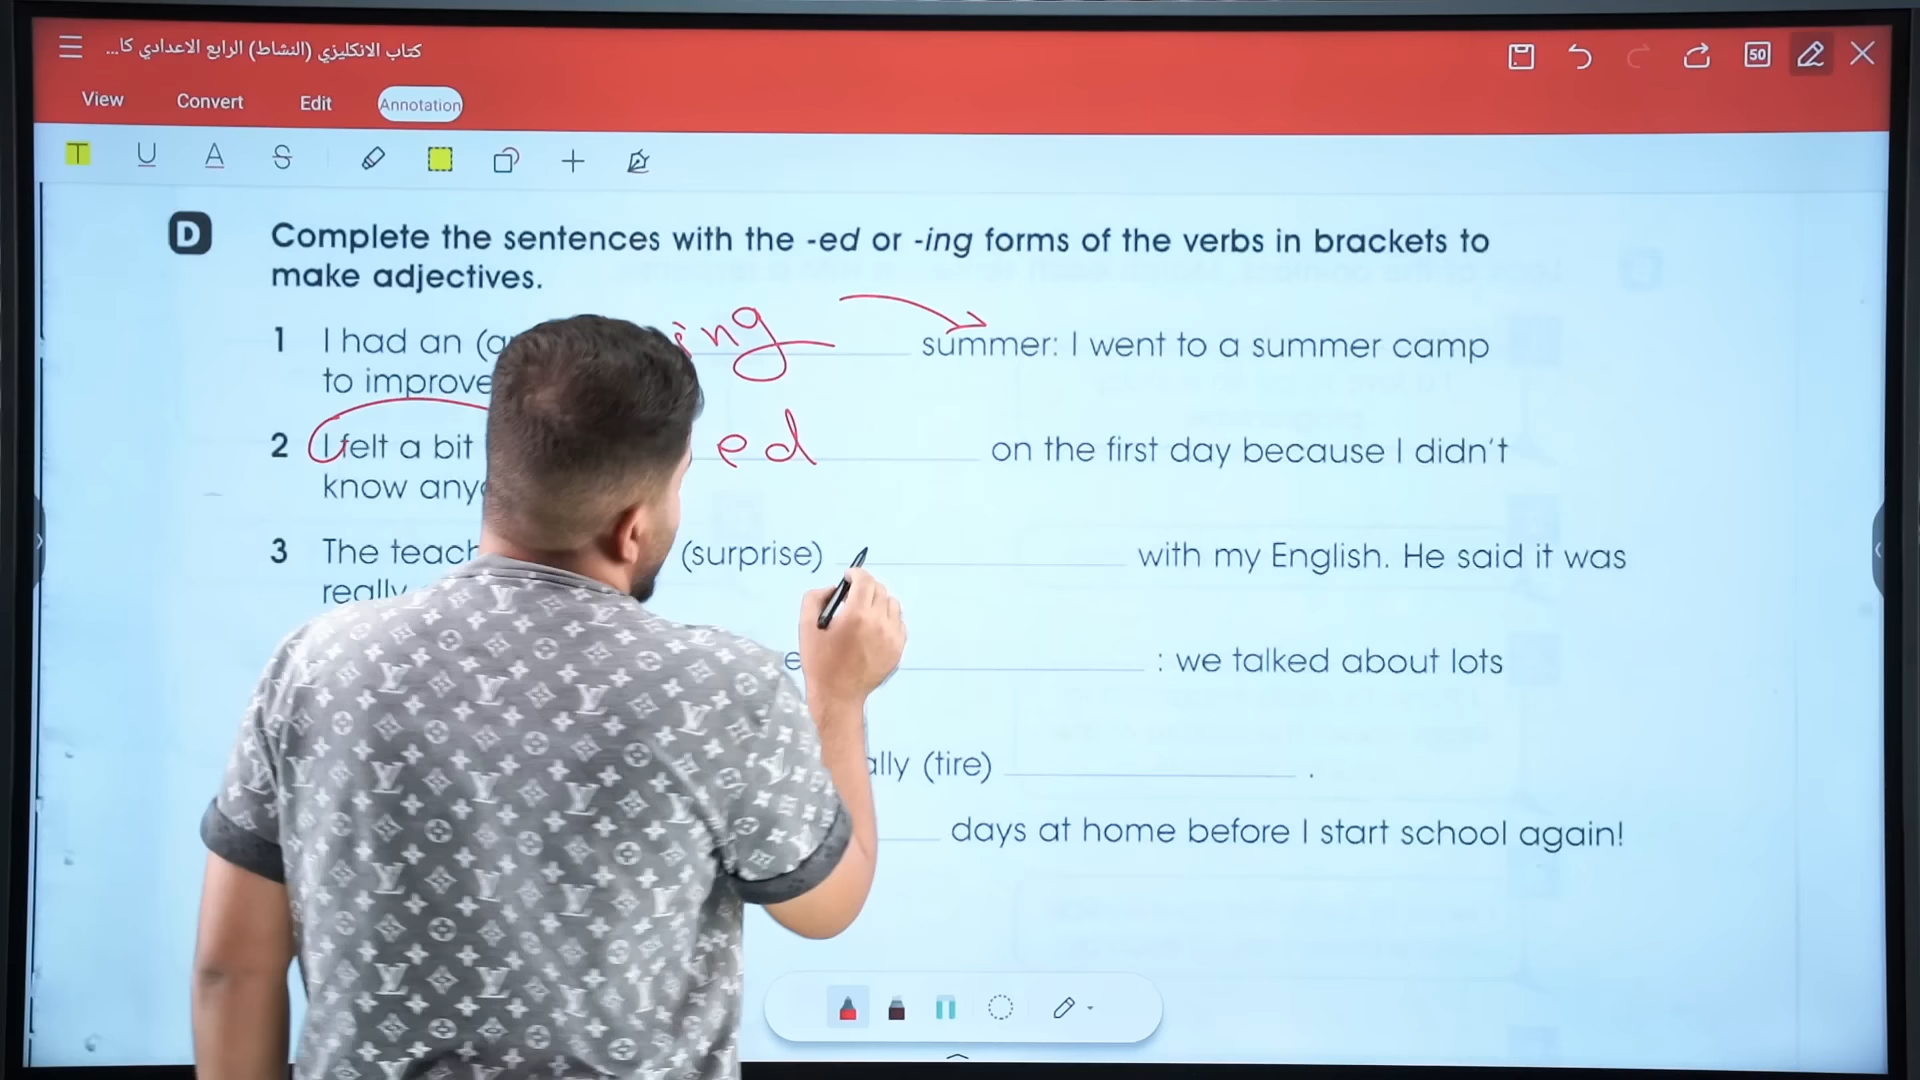 كتاب الانكليزي (النشاط) الرابع الاعدادي كا...
50
View Convert Edit Annotation
T U A S
D Complete the sentences with the -ed or -ing forms of the verbs in brackets to
make adjectives.
ing
1 I had an summer: I went to a summer camp
to improve
2 I felt a bit ed on the first day because I didn't
know
3 The (surprise) with my English. He said it was
really
: we talked about lots
(tire) .
days at home before I start school again!